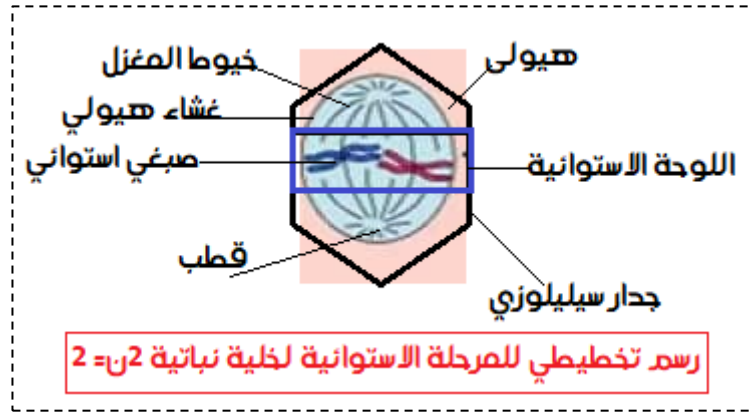 هيولى
خيوط المغزل
غشاء هيولي
صبغي استوائي
اللوحة الاستوائية
قطب
جدار سيليلوزي
رسم تخطيطي للمرحلة الاستوائية لخلية نباتية 2ن= 2